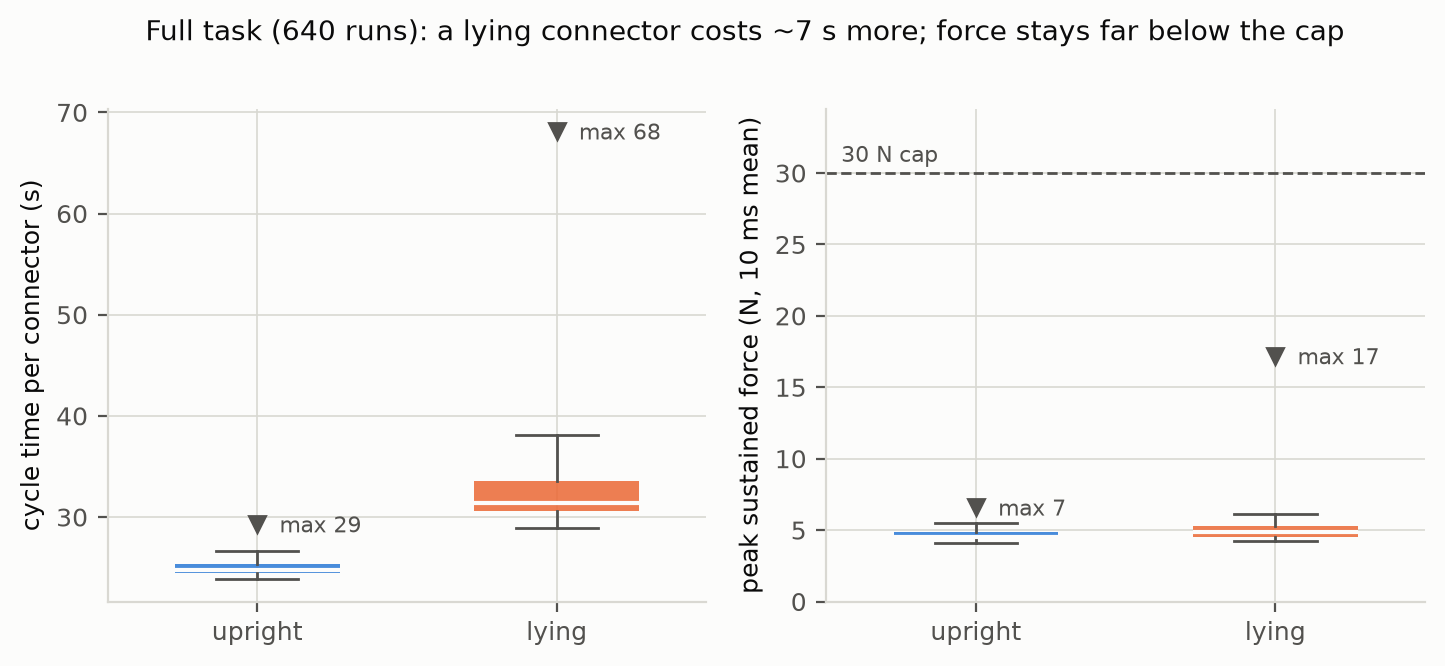 Full task (640 runs): a lying connector costs ~7 s more; force stays far below the cap
cycle time per connector (s)
70
60
50
40
30
max 29
max 68
upright
lying
peak sustained force (N, 10 ms mean)
30
25
20
15
10
5
0
30 N cap
max 7
max 17
upright
lying